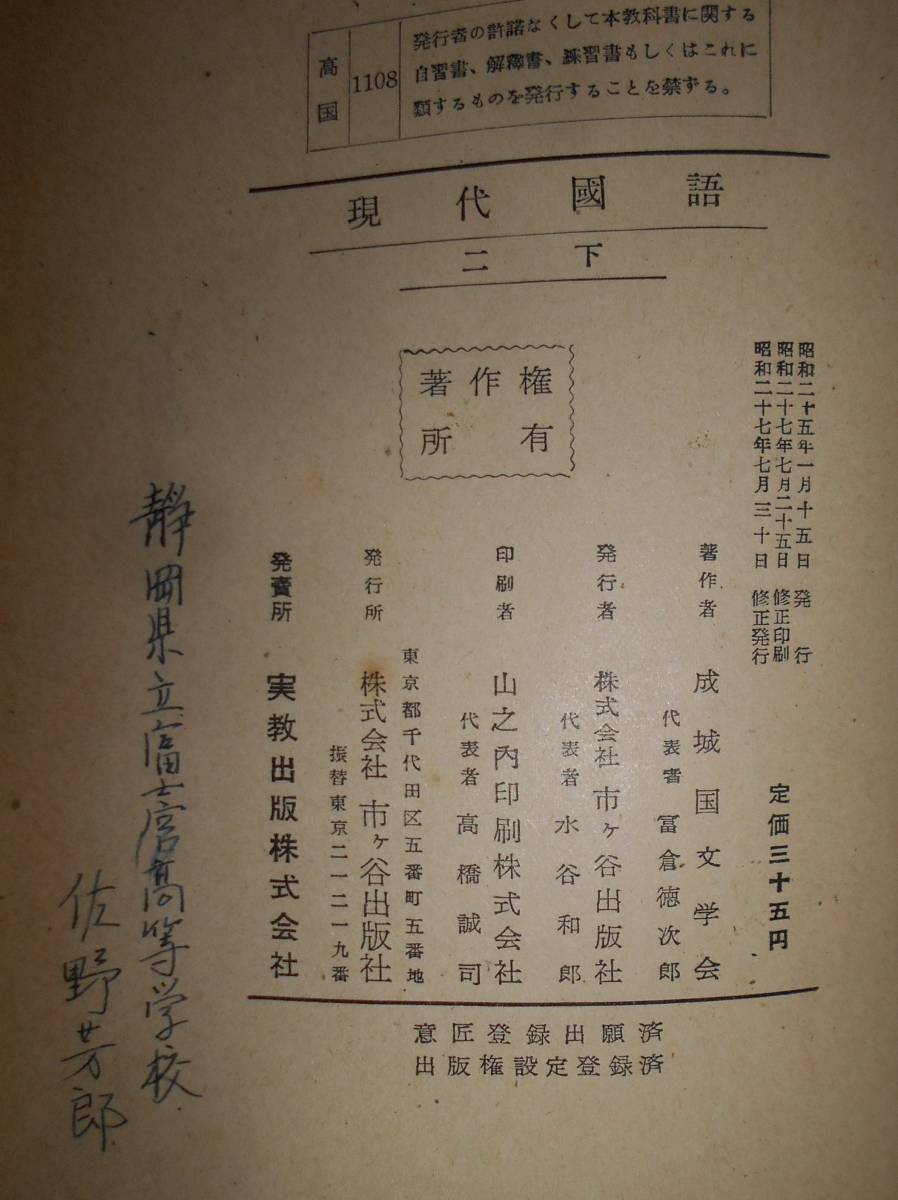 高国
1108
発行者の許諾なくして本教科書に関する
自習書、解釋書、練習書もしくはこれに
類するものを発行することを禁ずる。
現代國語
二下
著作権
所有
昭和二十五年一月十五日 発行
昭和二十七年七月二十五日 修正印刷
昭和二十七年七月三十日 修正発行
定価三十五円
著作者 成城国文学会
代表者 冨倉徳次郎
発行者 株式会社 市ヶ谷出版社
代表者 水谷和郎
印刷者 山之内印刷株式会社
代表者 高橋誠司
東京都千代田区五番町五番地
発行所 株式会社 市ヶ谷出版社
振替東京二一二一九番
発賣所 実教出版株式会社
意匠登録出願済
出版権設定登録済
静岡県立富士宮高等学校
佐野芳郎